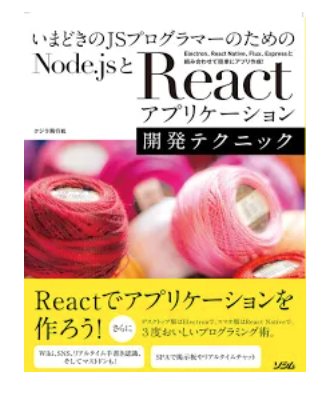 いまどきのJSプログラマーのための
Electron、React Native、Flux、Expressと
組み合わせて簡単にアプリ作成!
Node.jsとReact
アプリケーション
開発テクニック
クジラ飛行机
Reactでアプリケーションを
作ろう!
さらに
デスクトップ版はElectronで、スマホ版はReact Nativeで、
3度おいしいプログラミング術。
Wiki、SNS、リアルタイム手書き認識、
そしてマストドンも!
SPAで掲示板やリアルタイムチャット
ソシム